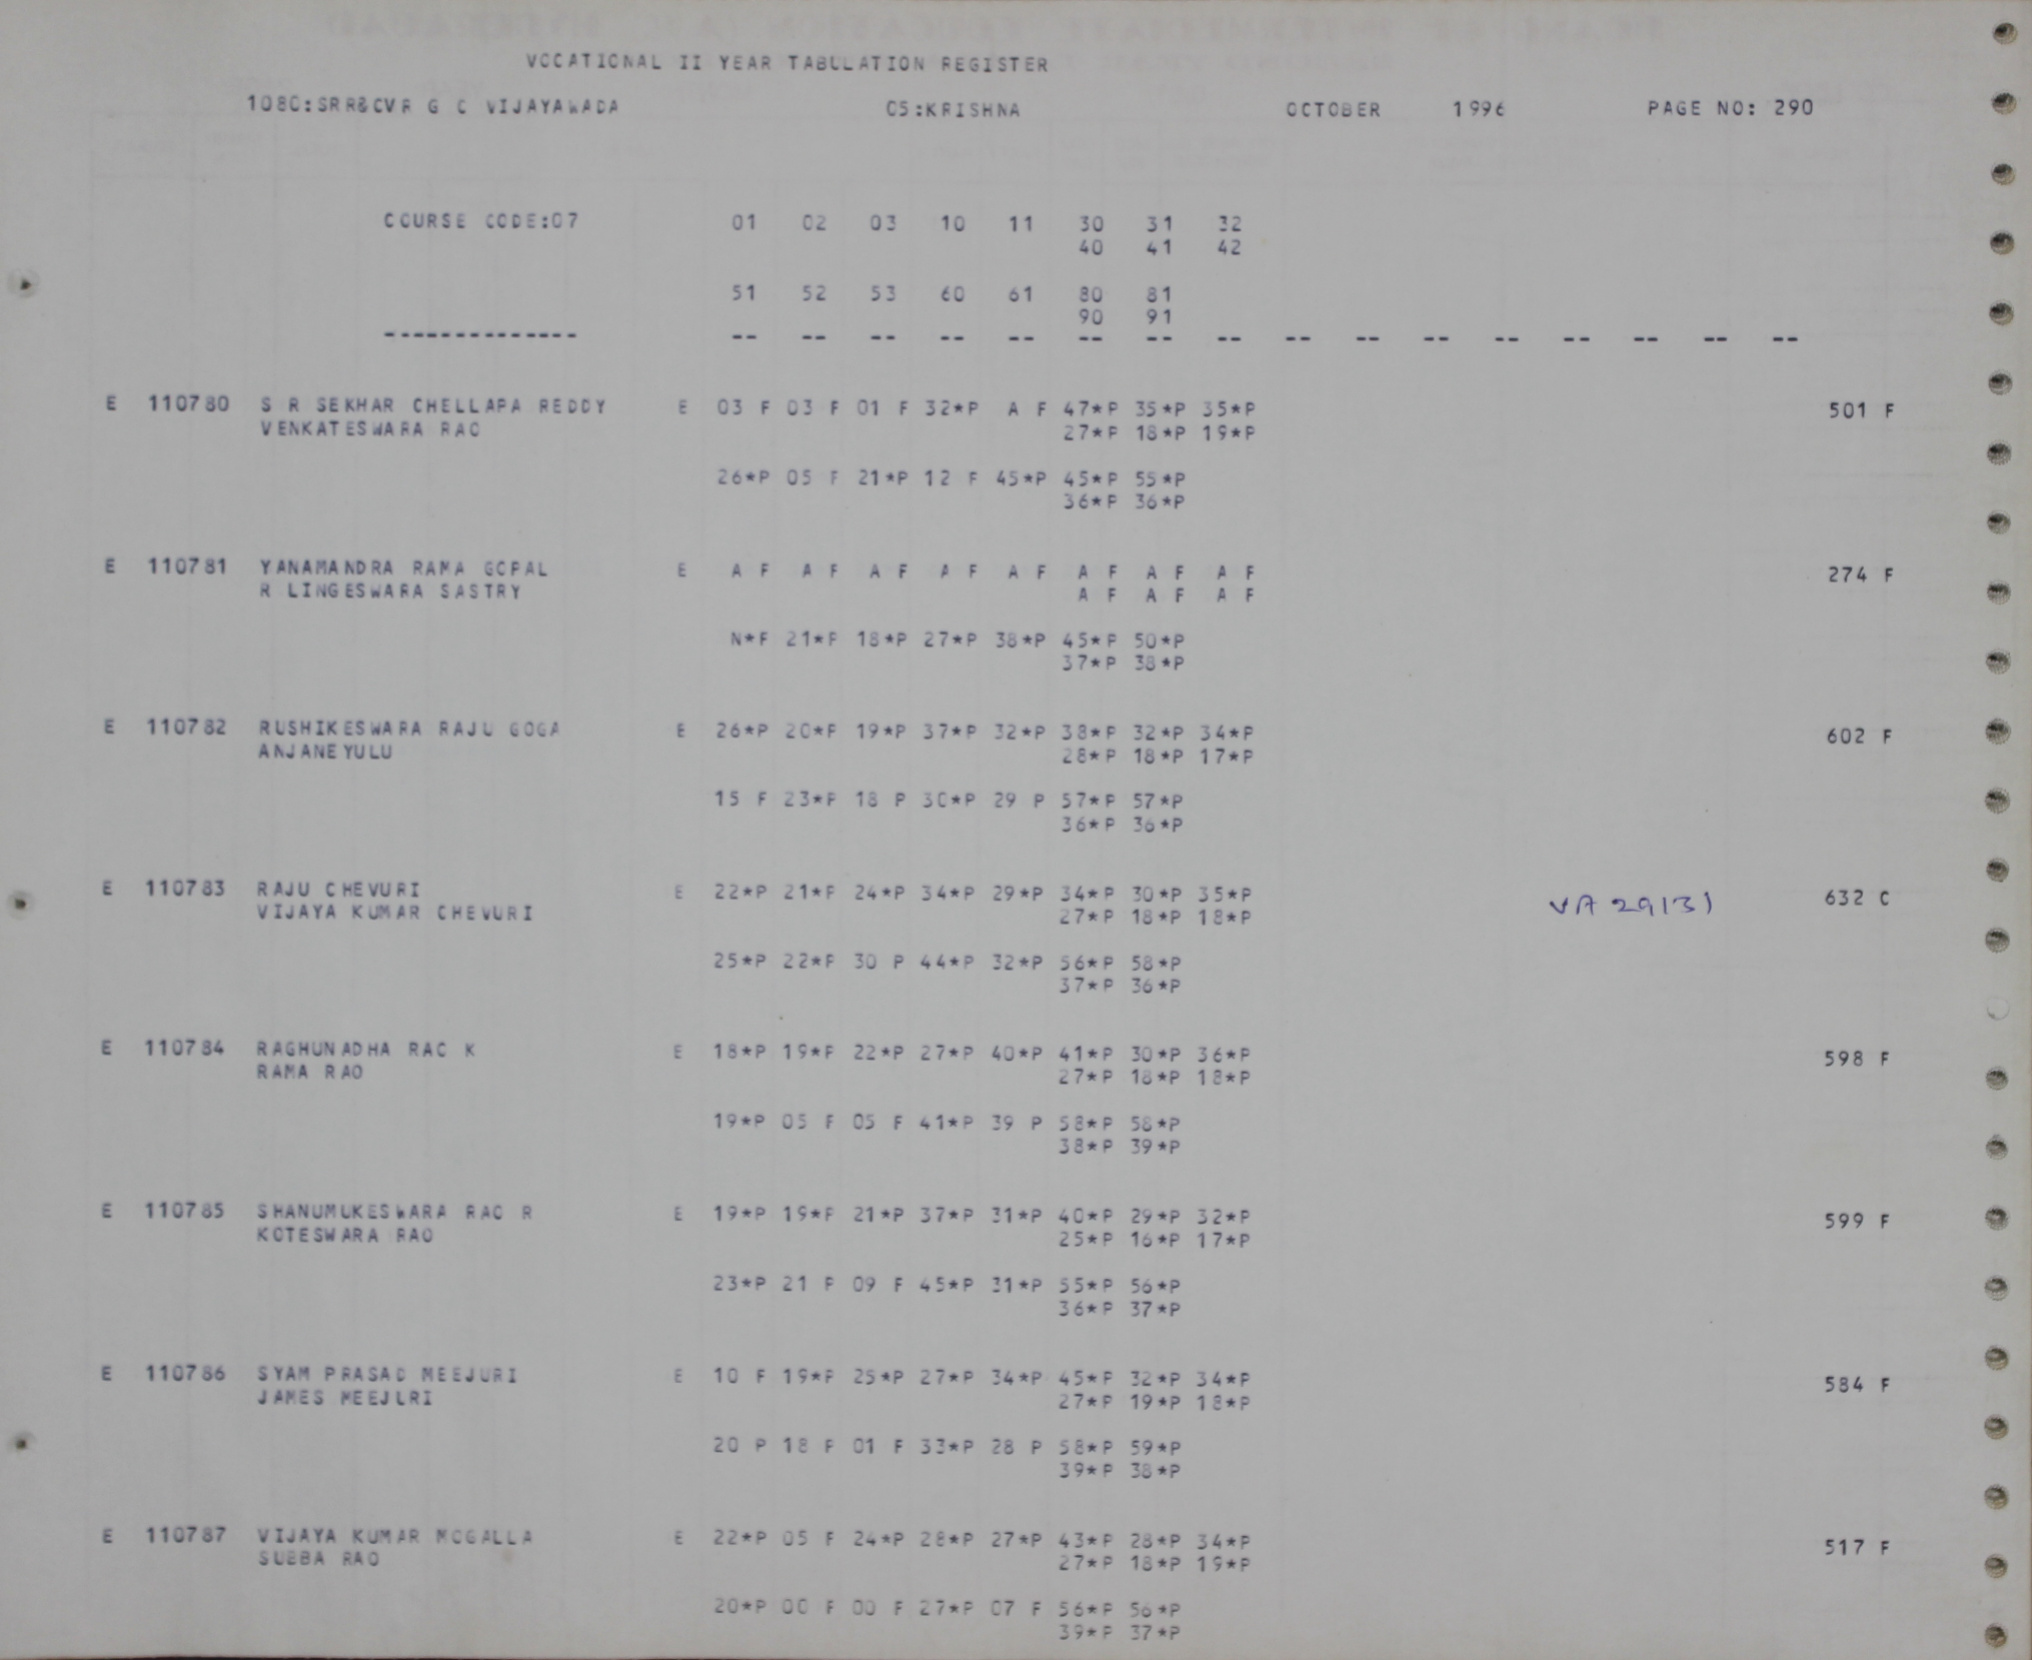 VOCATIONAL II YEAR TABULATION REGISTER
1080:SRR&CVR G C VIJAYAWADA 05:KRISHNA OCTOBER 1996 PAGE NO: 290
COURSE CODE:07 01 02 03 10 11 30 31 32
40 41 42
51 52 53 60 61 80 81
90 91
-------------- -- -- -- -- -- -- -- -- -- -- -- -- -- -- -- --
E 110780 S R SEKHAR CHELLAPA REDDY E 03 F 03 F 01 F 32*P A F 47*P 35*P 35*P 501 F
VENKATESWARA RAO 27*P 18*P 19*P
26*P 05 F 21*P 12 F 45*P 45*P 55*P
36*P 36*P
E 110781 YANAMANDRA RAMA GOPAL E A F A F A F A F A F A F A F A F 274 F
R LINGESWARA SASTRY A F A F A F
N*F 21*P 18*P 27*P 38*P 45*P 50*P
37*P 38*P
E 110782 RUSHIKESWARA RAJU GOGA E 26*P 20*P 19*P 37*P 32*P 38*P 32*P 34*P 602 F
ANJANEYULU 28*P 18*P 17*P
15 F 23*P 18 P 30*P 29 P 57*P 57*P
36*P 36*P
E 110783 RAJU CHEVURI E 22*P 21*P 24*P 34*P 29*P 34*P 30*P 35*P VA 29131 632 C
VIJAYA KUMAR CHEVURI 27*P 18*P 18*P
25*P 22*P 30 P 44*P 32*P 56*P 58*P
37*P 36*P
E 110784 RAGHUNADHA RAO K E 18*P 19*P 22*P 27*P 40*P 41*P 30*P 36*P 598 F
RAMA RAO 27*P 18*P 18*P
19*P 05 F 05 F 41*P 39 P 58*P 58*P
38*P 39*P
E 110785 SHANUMUKESWARA RAO R E 19*P 19*P 21*P 37*P 31*P 40*P 29*P 32*P 599 F
KOTESWARA RAO 25*P 16*P 17*P
23*P 21 P 09 F 45*P 31*P 55*P 56*P
36*P 37*P
E 110786 SYAM PRASAD MEEJURI E 10 F 19*P 25*P 27*P 34*P 45*P 32*P 34*P 584 F
JAMES MEEJURI 27*P 19*P 18*P
20 P 18 P 01 F 33*P 28 P 58*P 59*P
39*P 38*P
E 110787 VIJAYA KUMAR MOGALLA E 22*P 05 F 24*P 28*P 27*P 43*P 28*P 34*P 517 F
SUBBA RAO 27*P 18*P 19*P
20*P 00 F 00 F 27*P 07 F 56*P 56*P
39*P 37*P